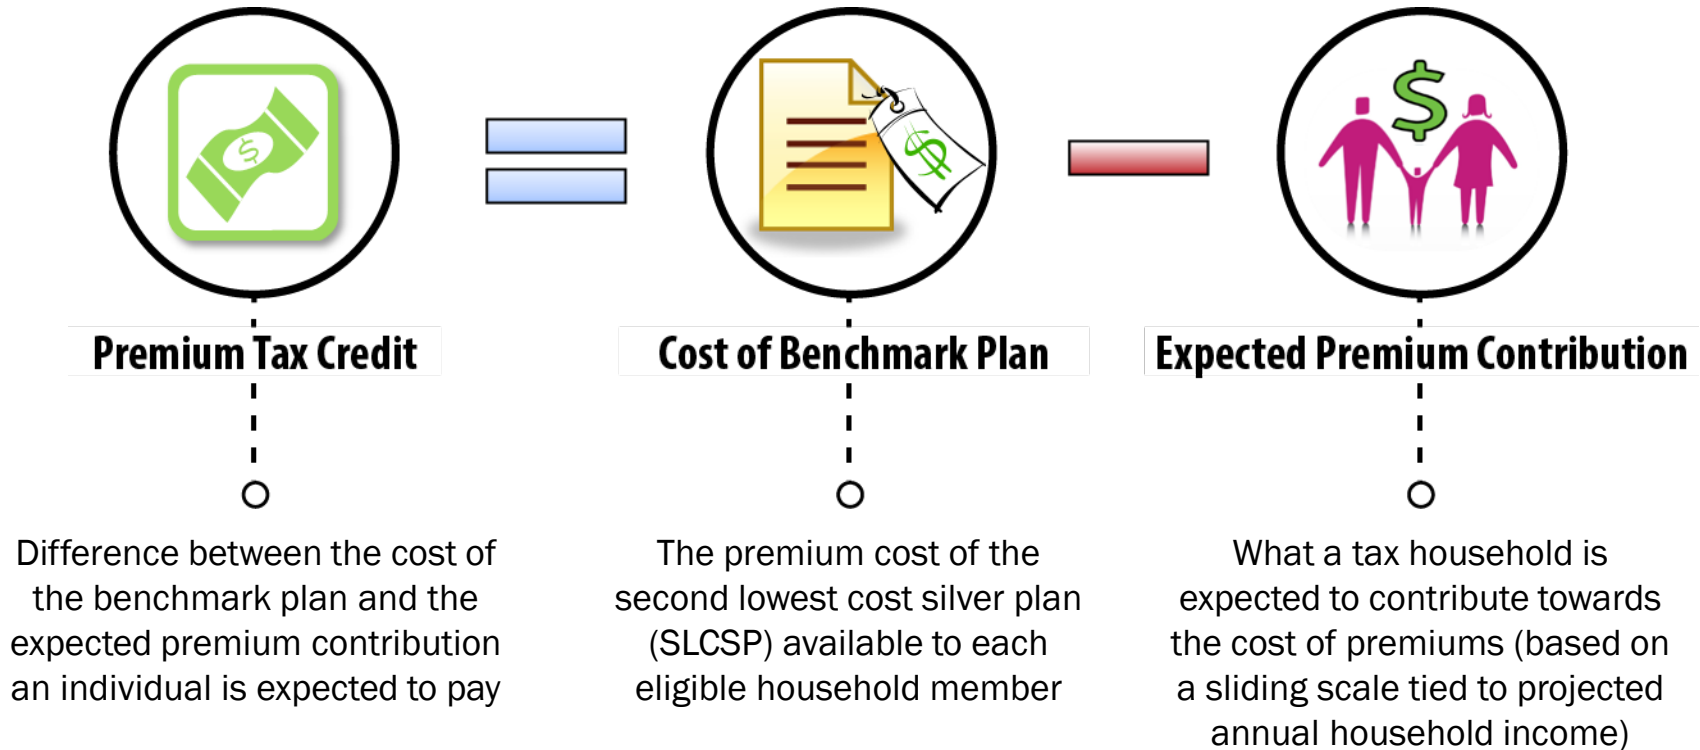 Premium Tax Credit
Difference between the cost of
the benchmark plan and the
expected premium contribution
an individual is expected to pay
Cost of Benchmark Plan
The premium cost of the
second lowest cost silver plan
(SLCSP) available to each
eligible household member
Expected Premium Contribution
What a tax household is
expected to contribute towards
the cost of premiums (based on
a sliding scale tied to projected
annual household income)